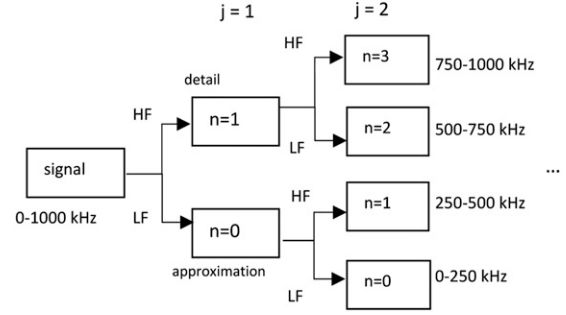 j = 1
j = 2
HF
n=3
750-1000 kHz
detail
HF
n=1
LF
n=2
500-750 kHz
signal
...
0-1000 kHz
LF
n=0
HF
n=1
250-500 kHz
approximation
LF
n=0
0-250 kHz